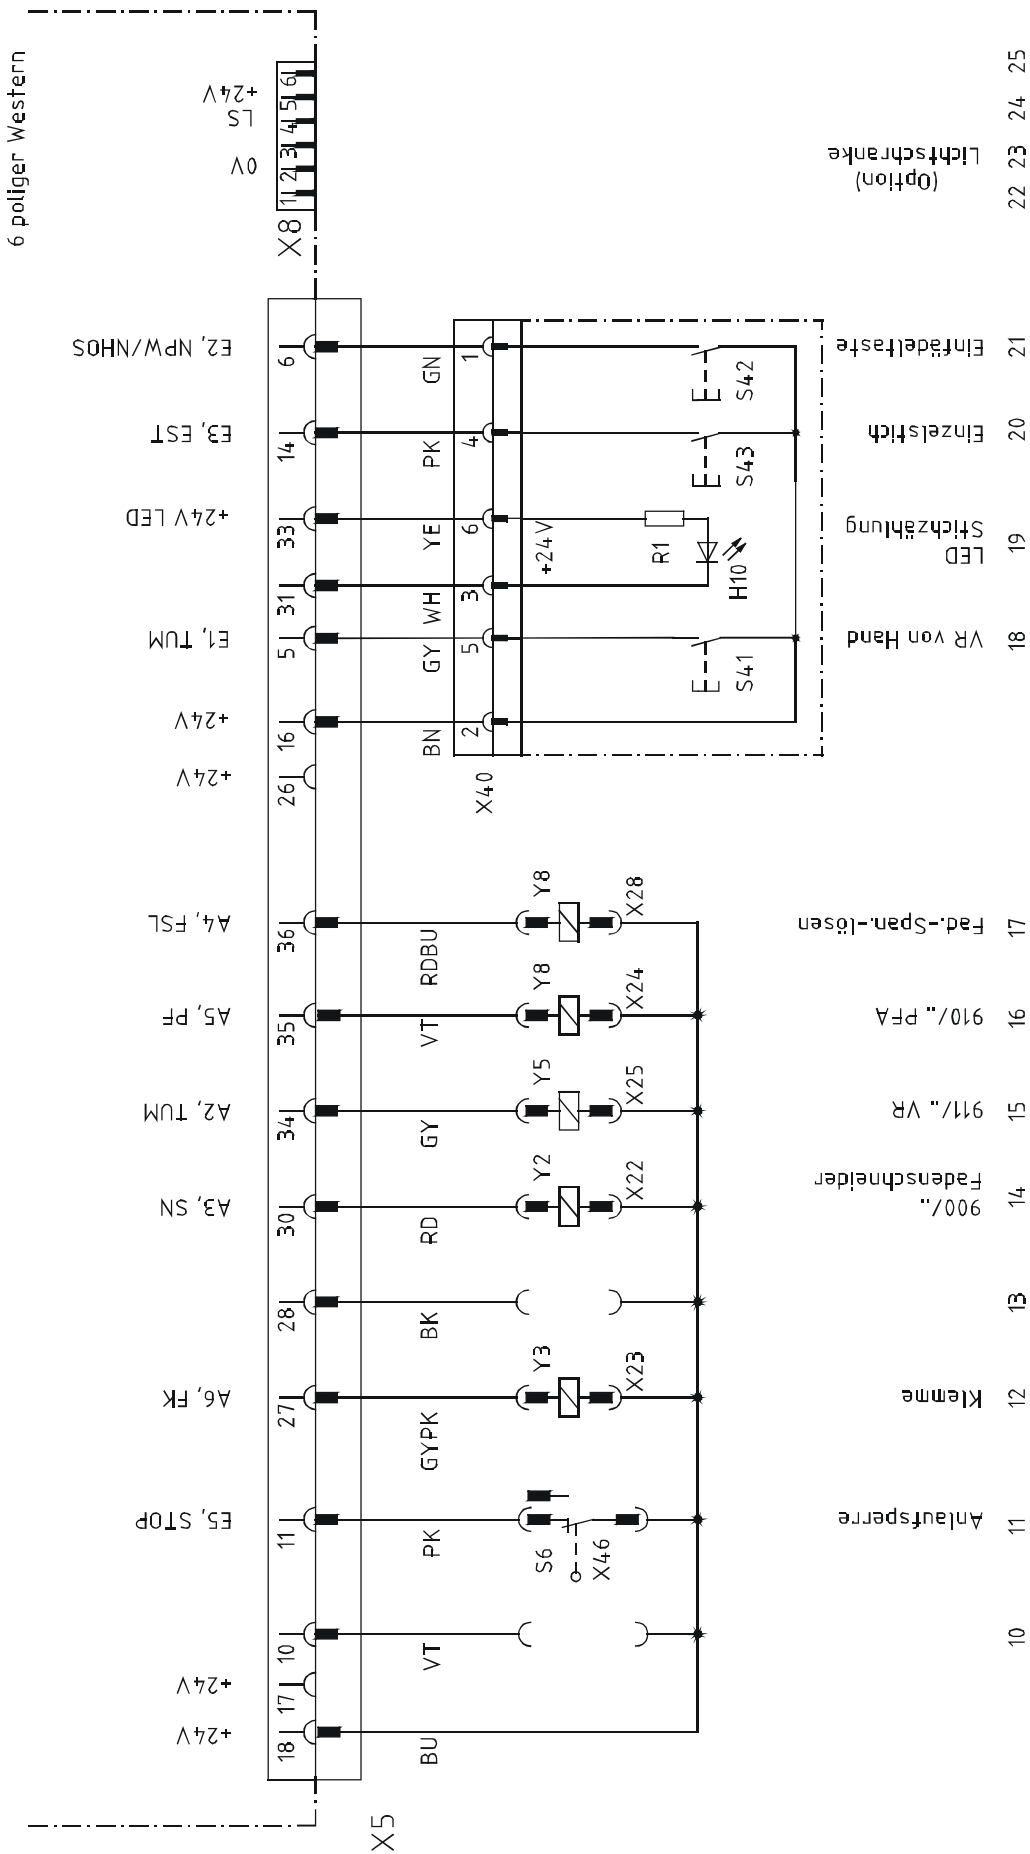 6 poliger Western
X8
1 2 3 4 5 6
0V
LS
+24V
X5
+24V
18
BU
+24V
17
10
VT
10
E5, STOP
11
PK
S6
X46
Anlaufsperre
11
A6, FK
27
GYPK
Y3
X23
Klemme
12
28
BK
13
A3, SN
30
RD
Y2
X22
900/..
Fadenschneider
14
A2, TUM
34
GY
Y5
X25
911/.. VR
15
A5, PF
35
VT
Y8
X24
910/.. PFA
16
A4, FSL
36
RDBU
Y8
X28
Fad.-Span.-lösen
17
+24V
26
X40
+24V
16
BN
2
E1, TUM
5
GY
5
S41
VR von Hand
18
31
WH
3
+24V LED
33
YE
6
+24V
R1
H10
LED
Stichzählung
19
E3, EST
14
PK
4
S43
Einzelstich
20
E2, NPW/NHOS
6
GN
1
S42
Einfädeltaste
21
(Option)
Lichtschranke
22 23 24 25